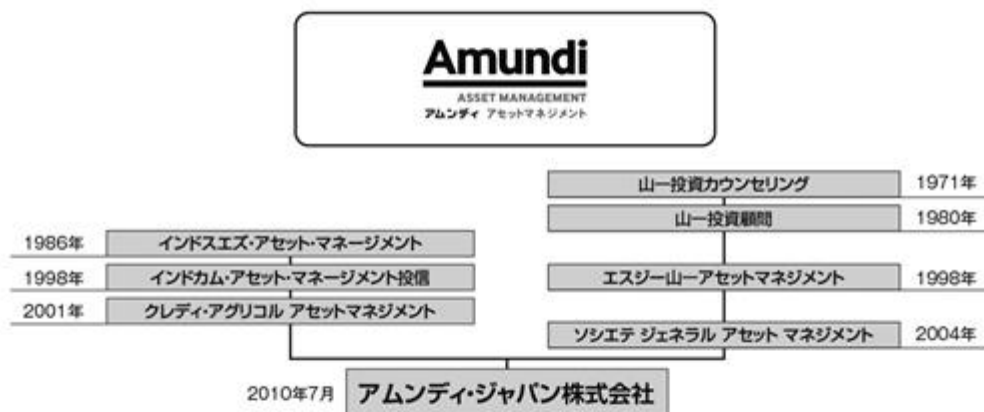 Amundi
ASSET MANAGEMENT
アムンディ アセットマネジメント
山一投資カウンセリング 1971年
山一投資顧問 1980年
1986年 インドスエズ・アセット・マネージメント
1998年 インドカム・アセット・マネージメント投信
エスジー山一アセットマネジメント 1998年
2001年 クレディ・アグリコル アセットマネジメント
ソシエテ ジェネラル アセット マネジメント 2004年
2010年7月 アムンディ・ジャパン株式会社